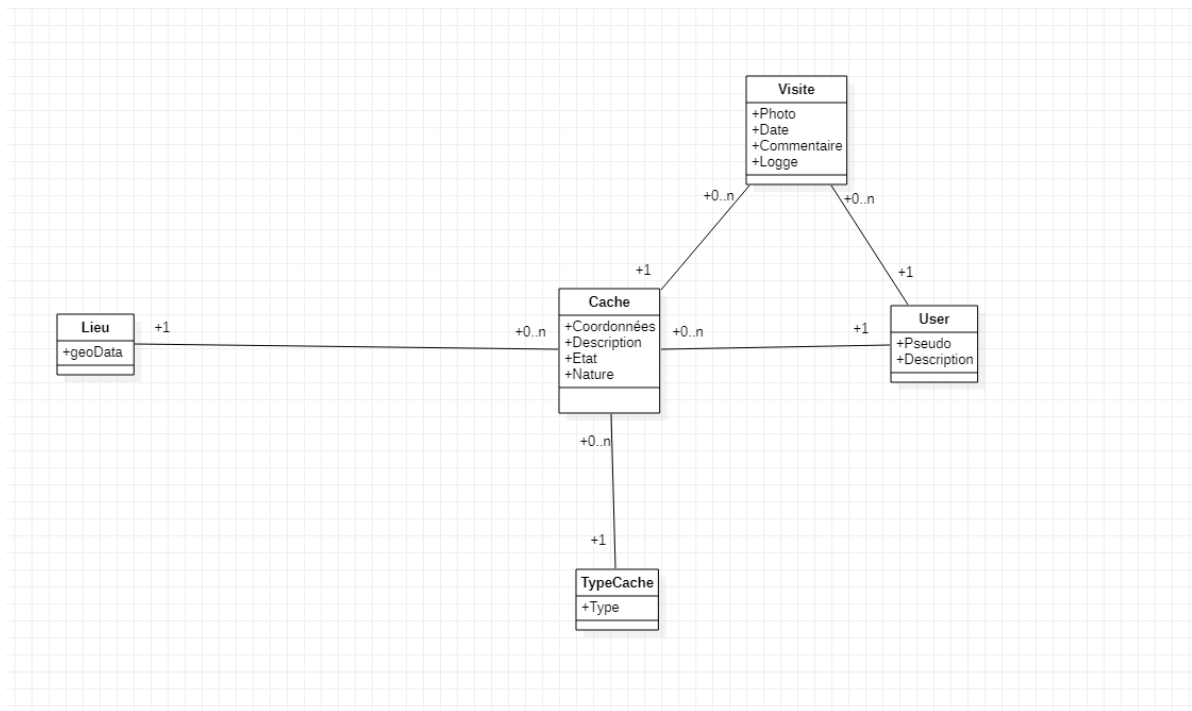 Visite
+Photo
+Date
+Commentaire
+Logge
+0..n
+0..n
+1
+1
Cache
+Coordonnées
+Description
+Etat
+Nature
User
+Pseudo
+Description
Lieu
+geoData
+1
+0..n
+0..n
+1
+0..n
+1
TypeCache
+Type